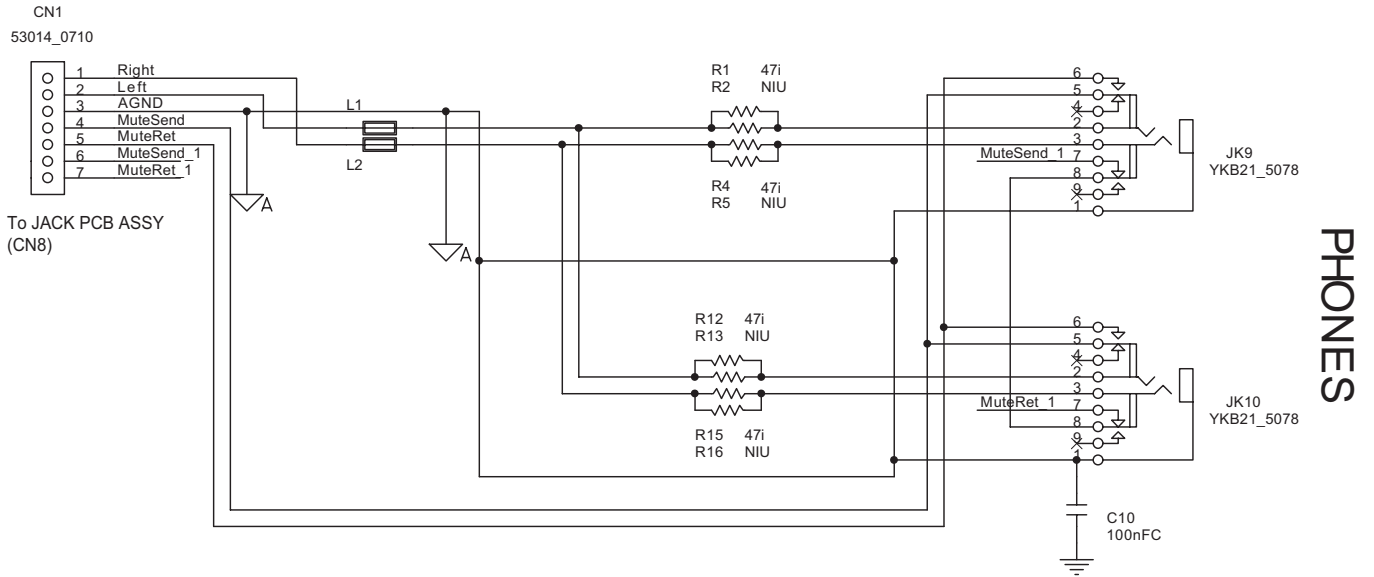 CN1
53014_0710
1 Right
2 Left
3 AGND
4 MuteSend
5 MuteRet
6 MuteSend_1
7 MuteRet_1
To JACK PCB ASSY
(CN8)
A
L1
L2
A
R1 47i
R2 NIU
R4 47i
R5 NIU
R12 47i
R13 NIU
R15 47i
R16 NIU
6
5
4
2
3
MuteSend_1 7
8
9
1
JK9
YKB21_5078
6
5
4
2
3
MuteRet_1 7
8
9
1
JK10
YKB21_5078
C10
100nFC
PHONES